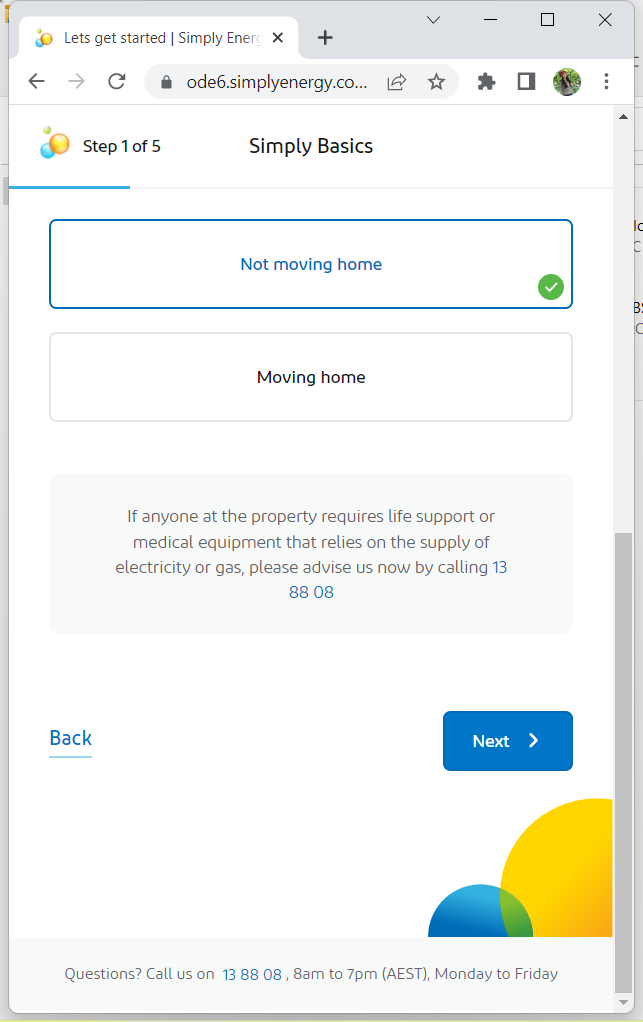 Lets get started | Simply Energ
ode6.simplyenergy.co...
Step 1 of 5
Simply Basics
Not moving home
Moving home
If anyone at the property requires life support or
medical equipment that relies on the supply of
electricity or gas, please advise us now by calling 13
88 08
Back
Next
Questions? Call us on 13 88 08 , 8am to 7pm (AEST), Monday to Friday